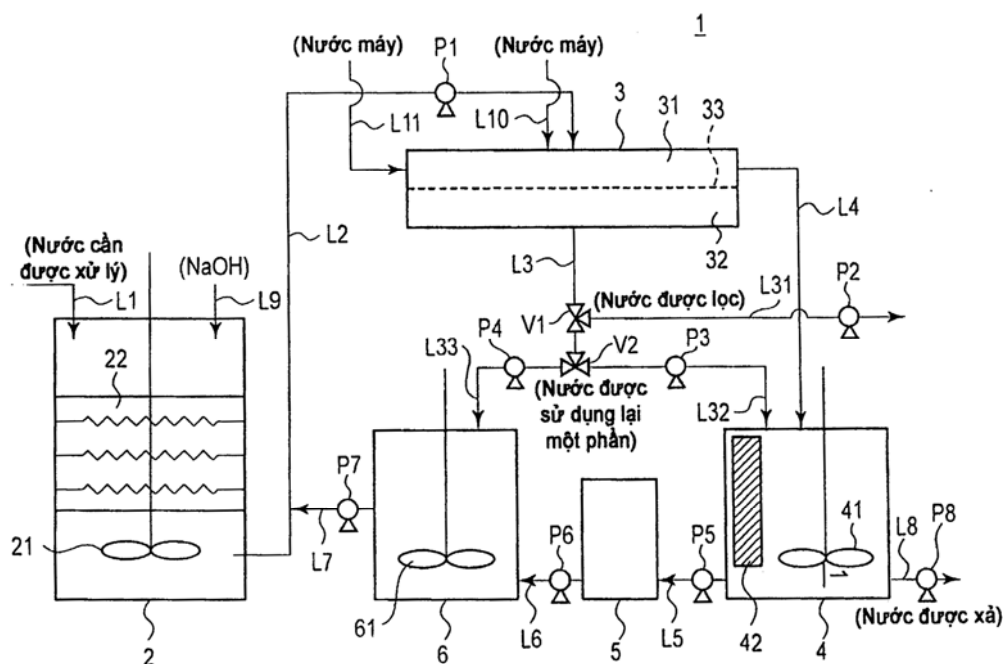 1
(Nước máy)
P1
(Nước máy)
L11
L10
3
31
33
L2
L4
32
L3
(Nước cần
được xử lý)
(NaOH)
L1
L9
(Nước được lọc)
L31
P2
V1
P4
V2
P3
L33
(Nước được
sử dụng lại
một phần)
L32
22
P7
21
L7
P6
P5
41
L8
P8
2
61
6
L6
5
L5
42
4
(Nước được xả)